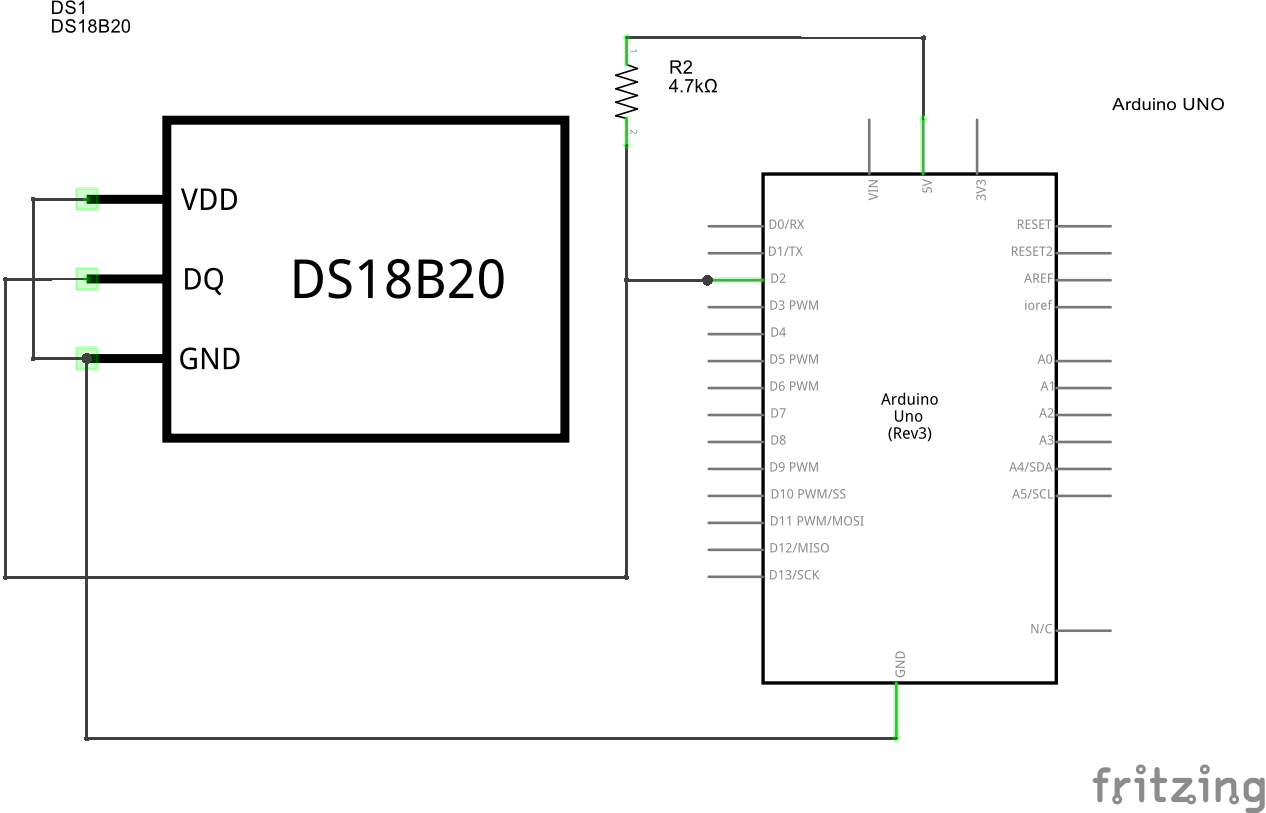 DS1
DS18B20
1
R2
4.7kΩ
2
Arduino UNO
VDD
DQ
GND
DS18B20
VIN
5V
3V3
D0/RX
D1/TX
D2
D3 PWM
D4
D5 PWM
D6 PWM
D7
D8
D9 PWM
D10 PWM/SS
D11 PWM/MOSI
D12/MISO
D13/SCK
Arduino
Uno
(Rev3)
RESET
RESET2
AREF
ioref
A0
A1
A2
A3
A4/SDA
A5/SCL
N/C
GND
fritzing